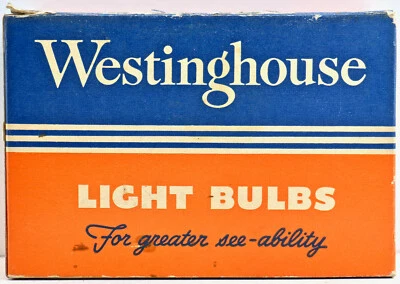 Westinghouse
LIGHT BULBS
For greater see-ability